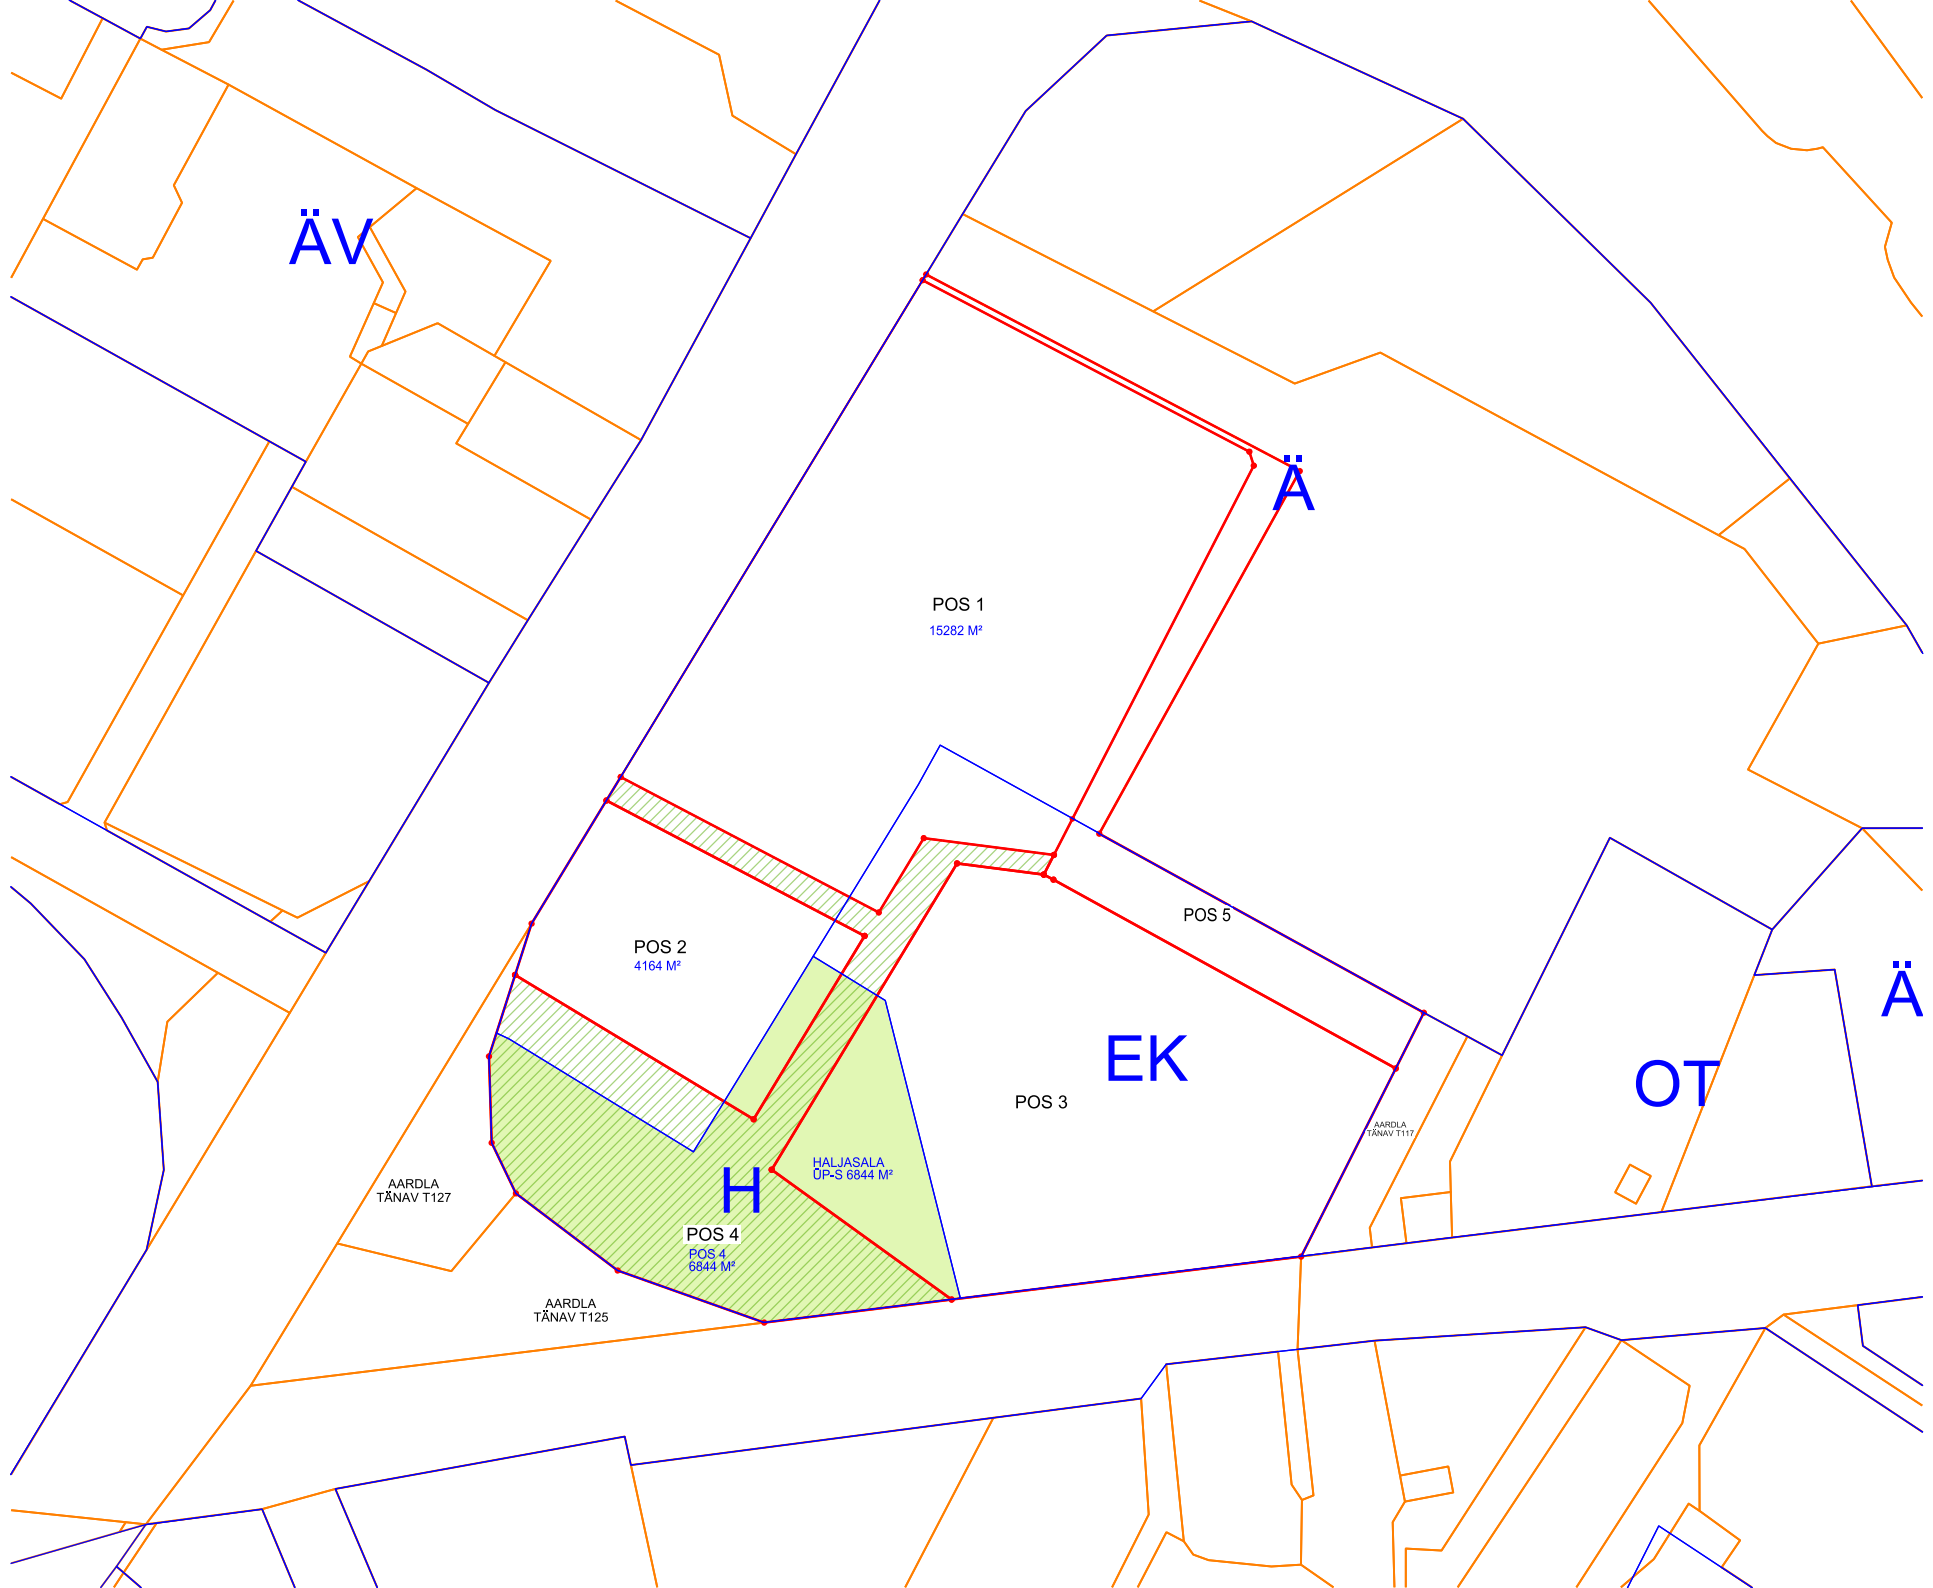 ÄV
Ä
POS 1
15282 M²
POS 5
POS 2
4164 M²
Ä
EK
OT
POS 3
AARDLA
TÄNAV T117
HALJASALA
ÜP-S 6844 M²
AARDLA
TÄNAV T127
H
POS 4
POS 4
6844 M²
AARDLA
TÄNAV T125